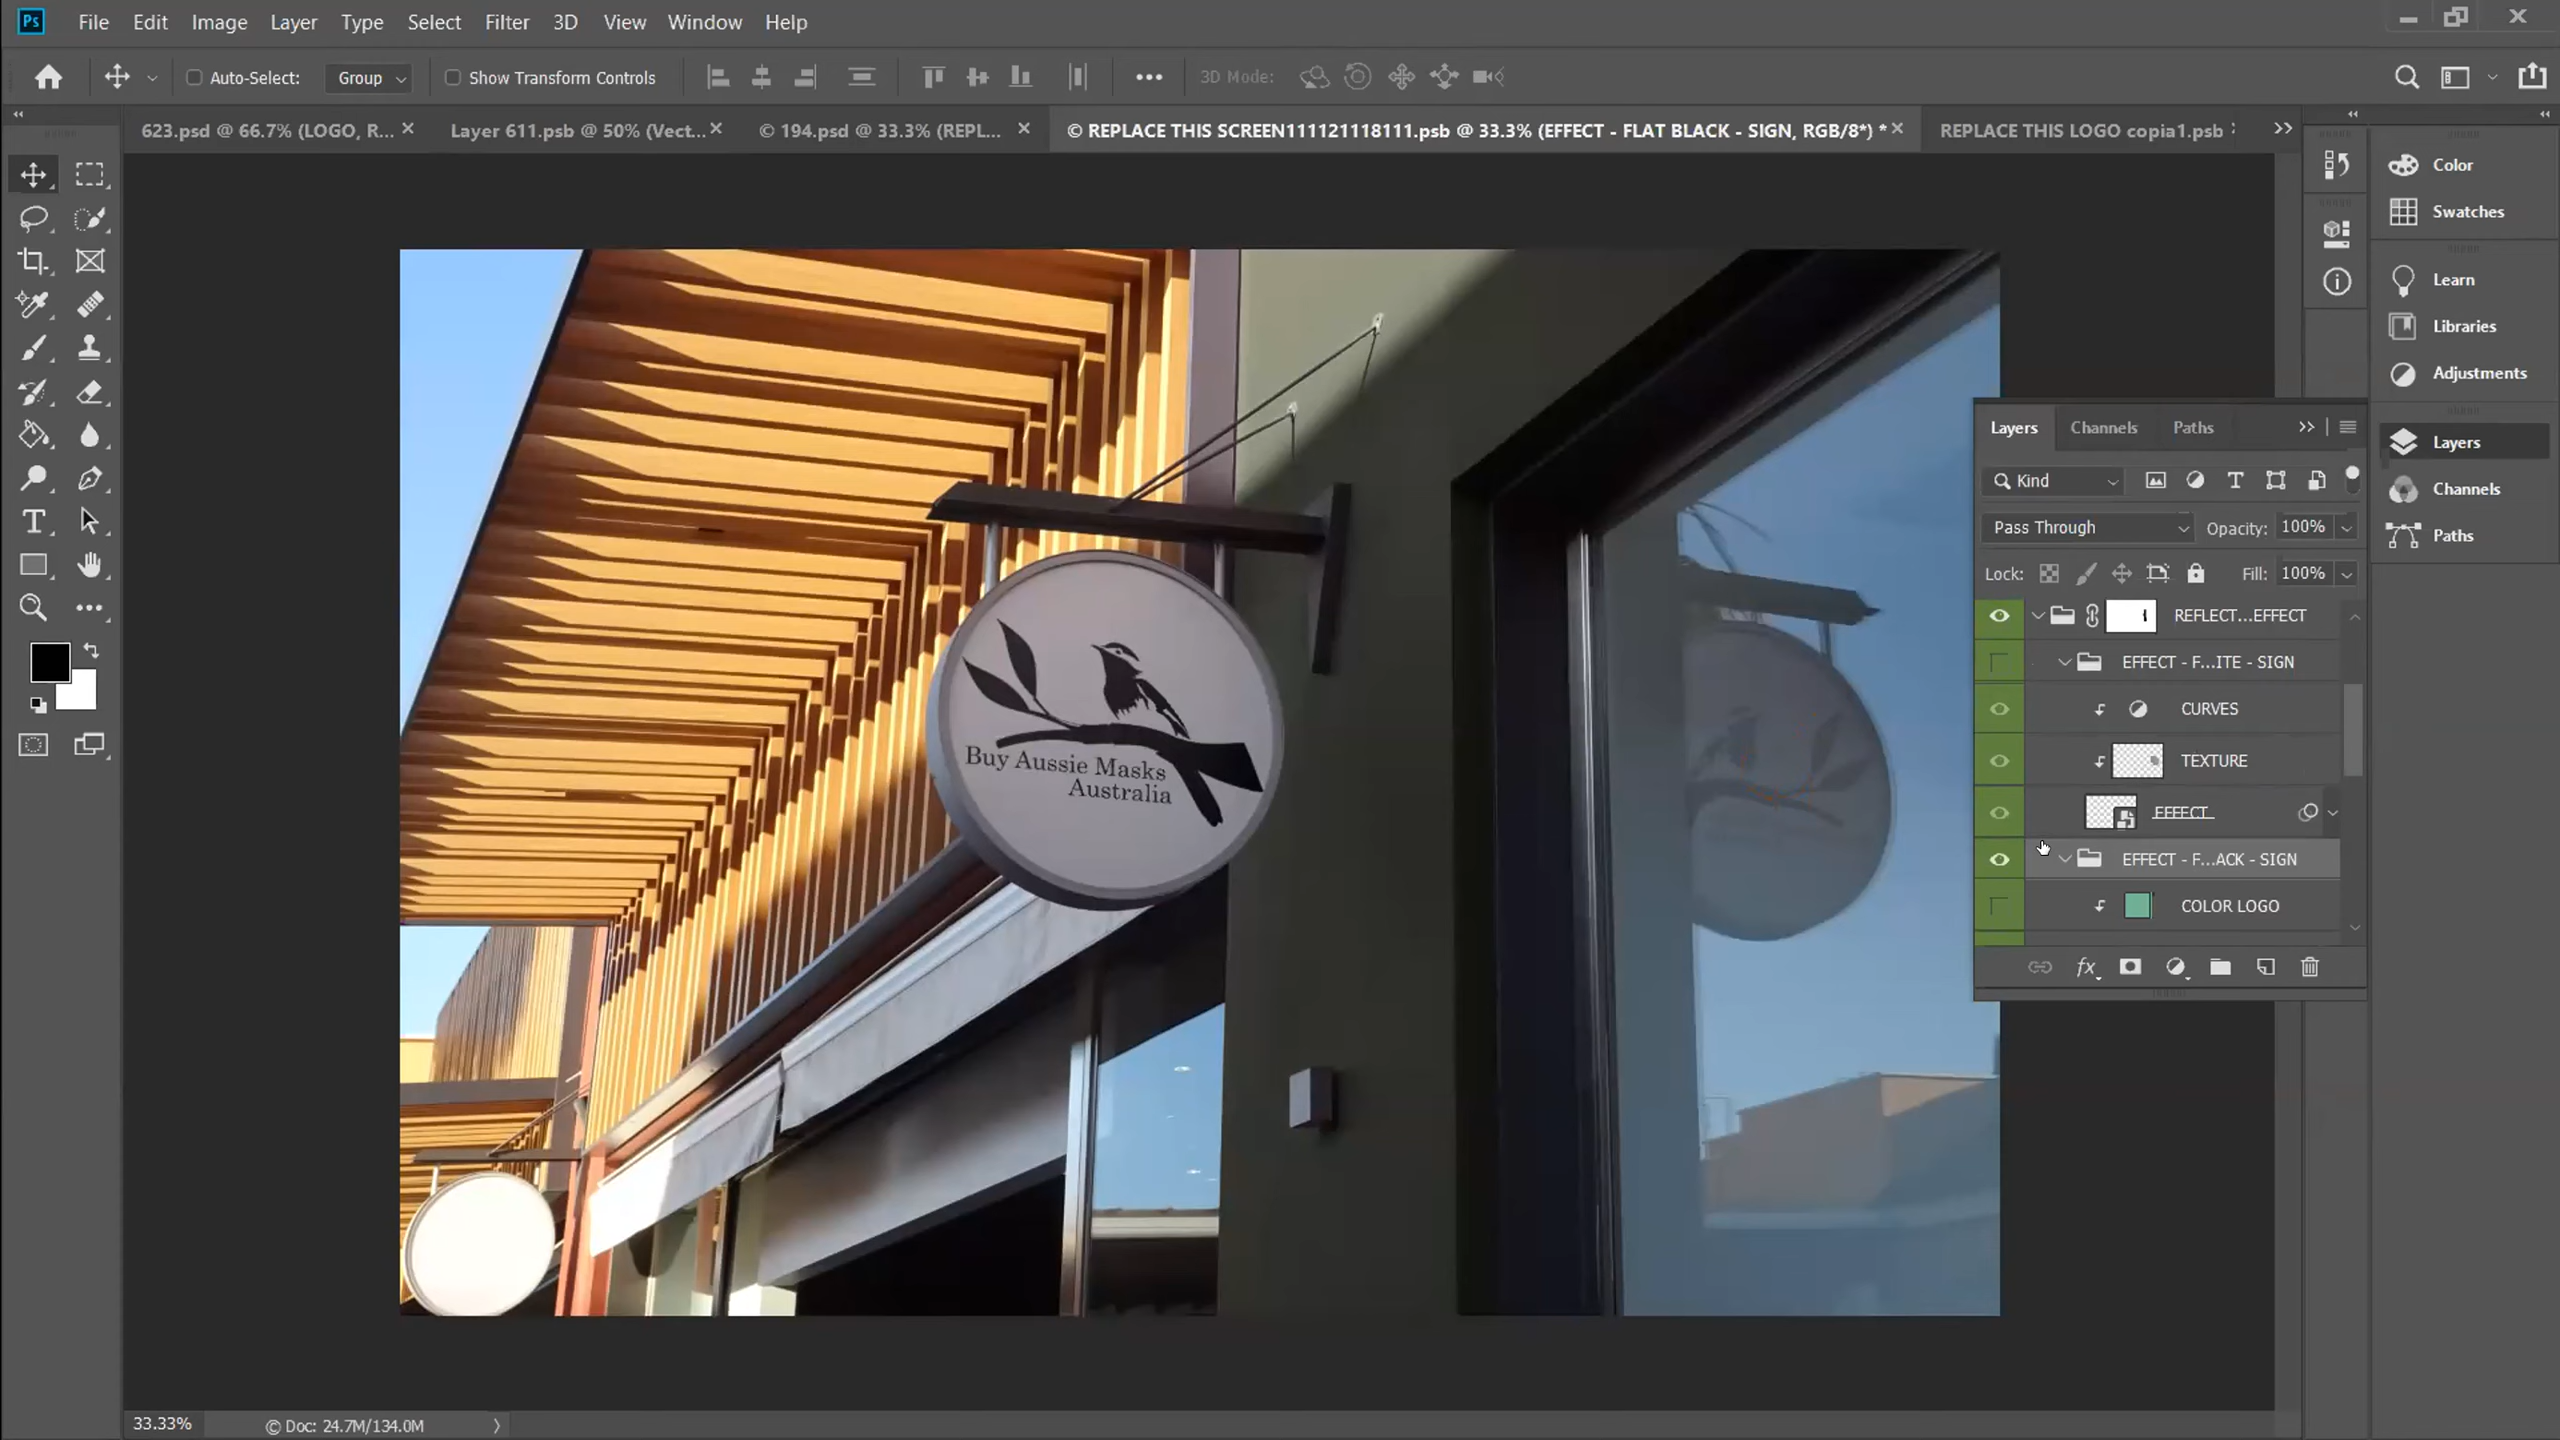 Ps File Edit Image Layer Type Select Filter 3D View Window Help
Auto-Select: Group Show Transform Controls ••• 3D Mode:
623.psd @ 66.7% (LOGO, R... × Layer 611.psb @ 50% (Vect... × © 194.psd @ 33.3% (REPL... × © REPLACE THIS SCREEN111121118111.psb @ 33.3% (EFFECT - FLAT BLACK - SIGN, RGB/8*) * × REPLACE THIS LOGO copia1.psb
Color
Swatches
Learn
Libraries
Adjustments
Layers
Channels
Paths
Layers Channels Paths
Kind
Pass Through Opacity: 100%
Lock: Fill: 100%
REFLECT...EFFECT
EFFECT - F...ITE - SIGN
CURVES
TEXTURE
EFFECT
EFFECT - F...ACK - SIGN
COLOR LOGO
fx
Buy Aussie Masks
Australia
33.33% © Doc: 24.7M/134.0M